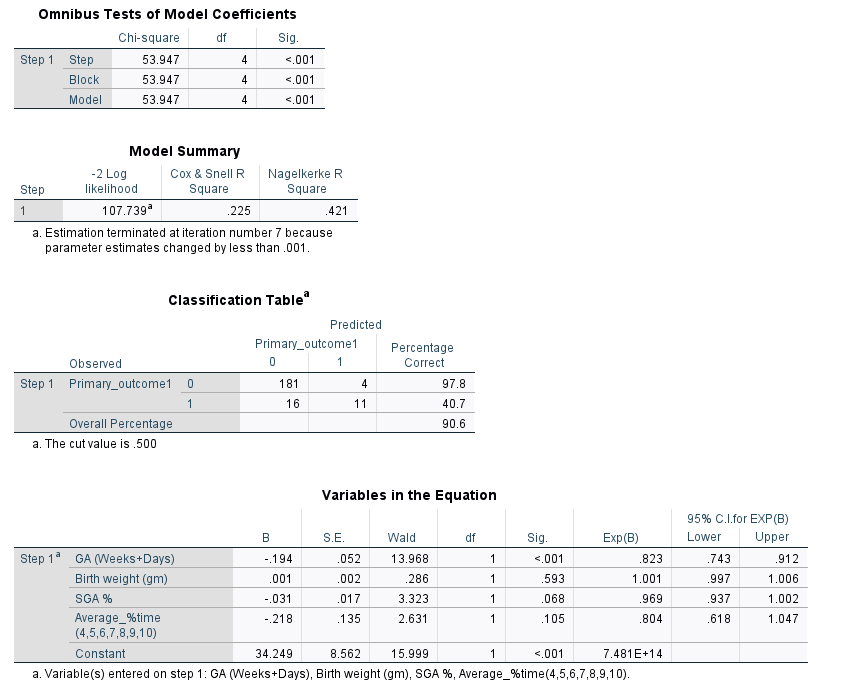 Omnibus Tests of Model Coefficients
Chi-square df Sig.
Step 1 Step 53.947 4 <.001
Block 53.947 4 <.001
Model 53.947 4 <.001
Model Summary
Step -2 Log likelihood Cox & Snell R Square Nagelkerke R Square
1 107.739a .225 .421
a. Estimation terminated at iteration number 7 because
parameter estimates changed by less than .001.
Classification Tablea
Predicted
Primary_outcome1 Percentage Correct
Observed 0 1
Step 1 Primary_outcome1 0 181 4 97.8
1 16 11 40.7
Overall Percentage 90.6
a. The cut value is .500
Variables in the Equation
95% C.I.for EXP(B)
B S.E. Wald df Sig. Exp(B) Lower Upper
Step 1a GA (Weeks+Days) -.194 .052 13.968 1 <.001 .823 .743 .912
Birth weight (gm) .001 .002 .286 1 .593 1.001 .997 1.006
SGA % -.031 .017 3.323 1 .068 .969 .937 1.002
Average_%time -.218 .135 2.631 1 .105 .804 .618 1.047
(4,5,6,7,8,9,10)
Constant 34.249 8.562 15.999 1 <.001 7.481E+14
a. Variable(s) entered on step 1: GA (Weeks+Days), Birth weight (gm), SGA %, Average_%time(4,5,6,7,8,9,10).